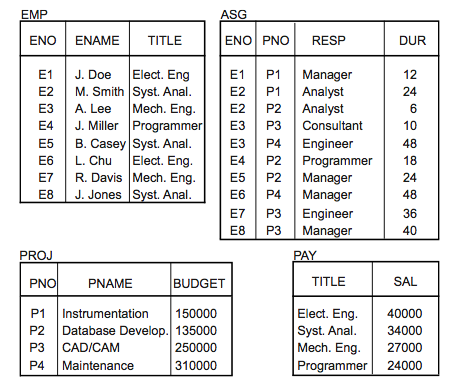 EMP
ENO ENAME TITLE
E1 J. Doe Elect. Eng
E2 M. Smith Syst. Anal.
E3 A. Lee Mech. Eng.
E4 J. Miller Programmer
E5 B. Casey Syst. Anal.
E6 L. Chu Elect. Eng.
E7 R. Davis Mech. Eng.
E8 J. Jones Syst. Anal.
ASG
ENO PNO RESP DUR
E1 P1 Manager 12
E2 P1 Analyst 24
E2 P2 Analyst 6
E3 P3 Consultant 10
E3 P4 Engineer 48
E4 P2 Programmer 18
E5 P2 Manager 24
E6 P4 Manager 48
E7 P3 Engineer 36
E8 P3 Manager 40
PROJ
PNO PNAME BUDGET
P1 Instrumentation 150000
P2 Database Develop. 135000
P3 CAD/CAM 250000
P4 Maintenance 310000
PAY
TITLE SAL
Elect. Eng. 40000
Syst. Anal. 34000
Mech. Eng. 27000
Programmer 24000